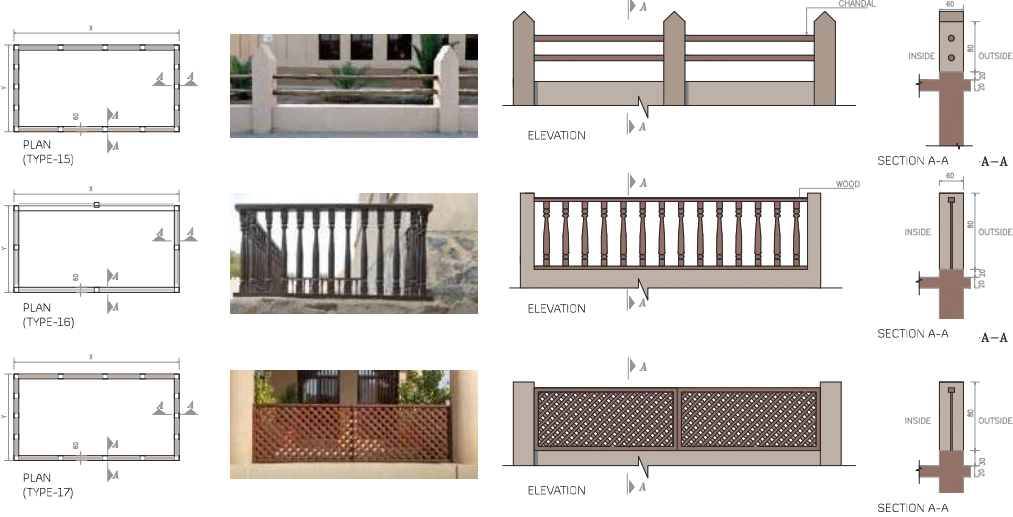 X
Y
60
A
A
A
A
PLAN
(TYPE-15)
A
CHANDAL
A
ELEVATION
60
INSIDE
OUTSIDE
80
20
20
SECTION A-A
A-A
X
Y
60
A
A
A
A
PLAN
(TYPE-16)
A
WOOD
A
ELEVATION
60
INSIDE
OUTSIDE
80
20
20
SECTION A-A
A-A
X
Y
60
A
A
A
A
PLAN
(TYPE-17)
A
A
ELEVATION
INSIDE
OUTSIDE
80
30
20
SECTION A-A